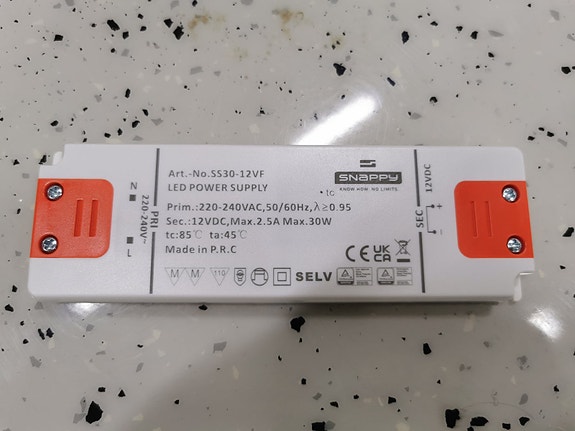 Art.-No.SS30-12VF
LED POWER SUPPLY
Prim.:220-240VAC,50/60Hz,λ≥0.95
Sec.:12VDC,Max.2.5A Max.30W
tc:85℃ ta:45℃
Made in P.R.C
SNAPPY
KNOW HOW. NO LIMITS.
• tc
N
220-240V~
L
PRI
SEC
12VDC
+
-
CE UK CA
M M 110 F SELV